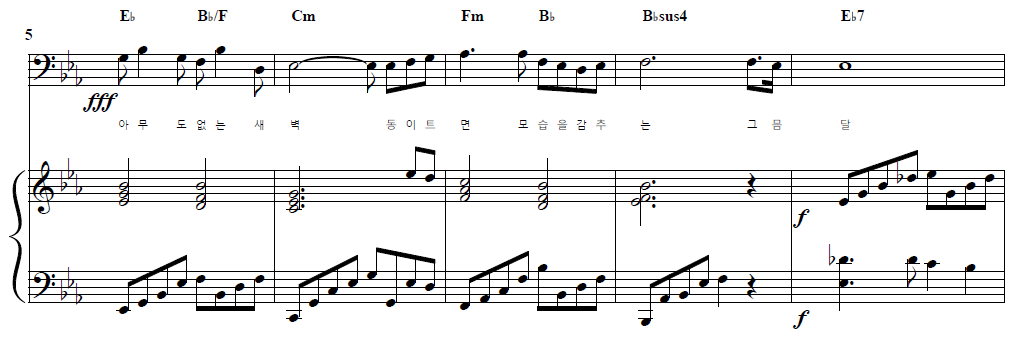 E♭ B♭/F Cm Fm B♭ B♭sus4 E♭7
5
fff
아 무 도 없 는 새 벽 동 이 트 면 모 습 을 감 추 는 그 믐 달
f
f